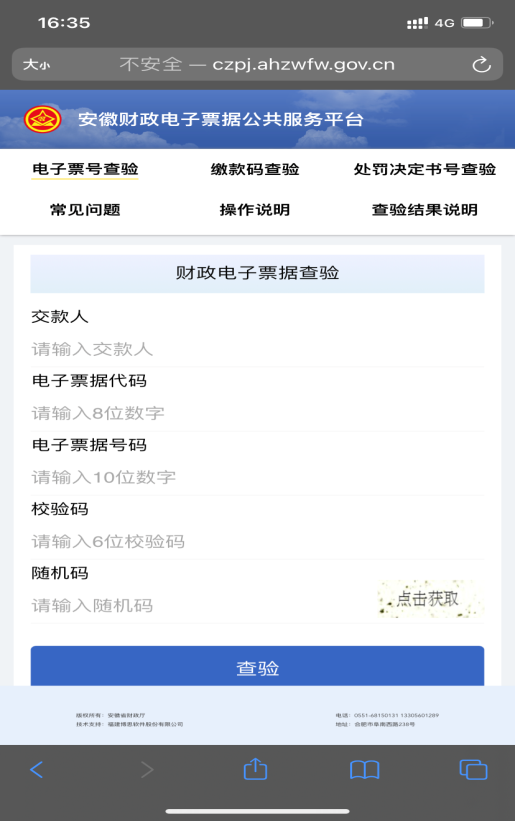 16:35
4G
大小 不安全 — czpj.ahzwfw.gov.cn
安徽财政电子票据公共服务平台
电子票号查验 缴款码查验 处罚决定书号查验
常见问题 操作说明 查验结果说明
财政电子票据查验
交款人
请输入交款人
电子票据代码
请输入8位数字
电子票据号码
请输入10位数字
校验码
请输入6位校验码
随机码
请输入随机码 点击获取
查验
版权所有：安徽省财政厅 电话：0551-68150131 13305601289
技术支持：福建博思软件股份有限公司 地址：合肥市阜南西路238号